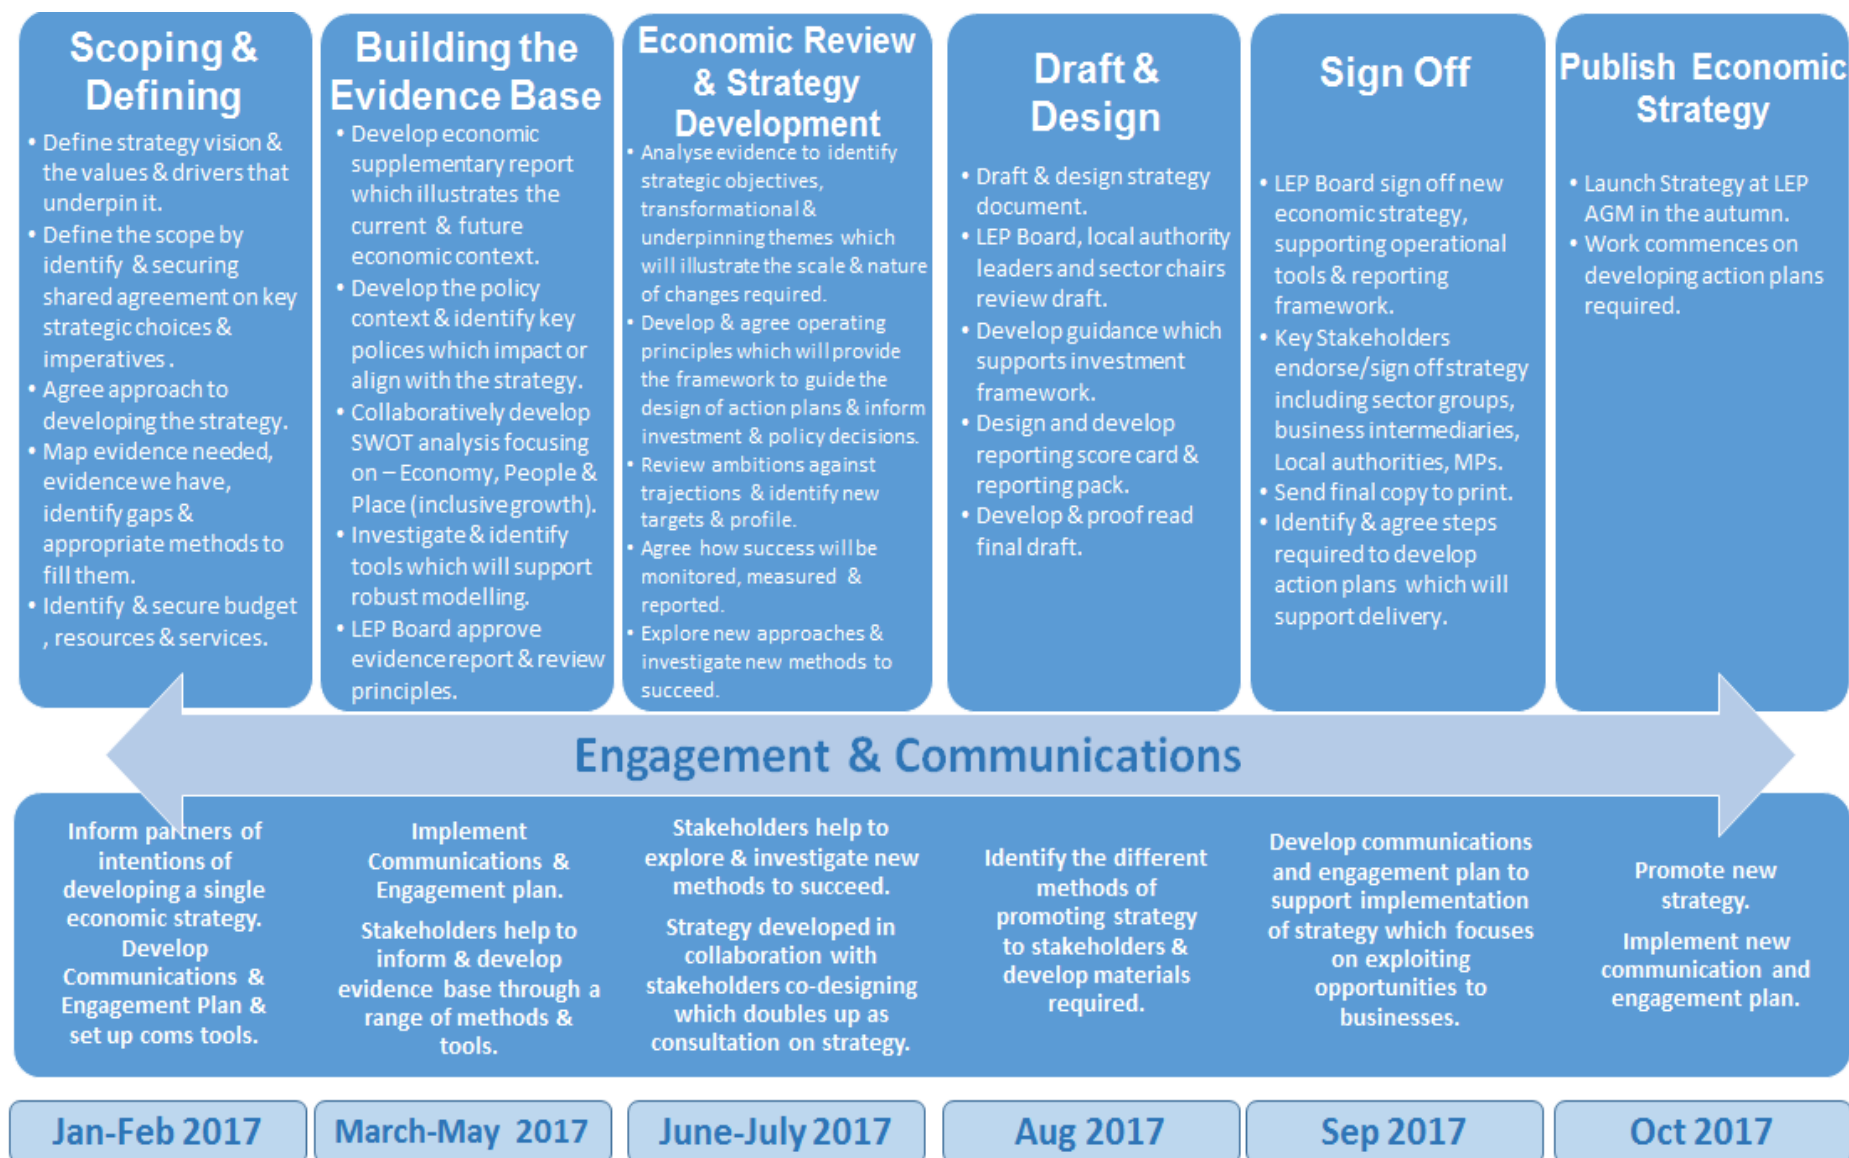 Scoping &
Defining
• Define strategy vision &
the values & drivers that
underpin it.
• Define the scope by
identify & securing
shared agreement on key
strategic choices &
imperatives .
• Agree approach to
developing the strategy.
• Map evidence needed,
evidence we have,
identify gaps &
appropriate methods to
fill them.
• Identify & secure budget
, resources & services.
Building the
Evidence Base
• Develop economic
supplementary report
which illustrates the
current & future
economic context.
• Develop the policy
context & identify key
polices which impact or
align with the strategy.
• Collaboratively develop
SWOT analysis focusing
on – Economy, People &
Place (inclusive growth).
• Investigate & identify
tools which will support
robust modelling.
• LEP Board approve
evidence report & review
principles.
Economic Review
& Strategy
Development
• Analyse evidence to identify
strategic objectives,
transformational &
underpinning themes which
will illustrate the scale & nature
of changes required.
• Develop & agree operating
principles which will provide
the framework to guide the
design of action plans & inform
investment & policy decisions.
• Review ambitions against
trajections & identify new
targets & profile.
• Agree how success will be
monitored, measured &
reported.
• Explore new approaches &
investigate new methods to
succeed.
Draft &
Design
• Draft & design strategy
document.
• LEP Board, local authority
leaders and sector chairs
review draft.
• Develop guidance which
supports investment
framework.
• Design and develop
reporting score card &
reporting pack.
• Develop & proof read
final draft.
Sign Off
• LEP Board sign off new
economic strategy,
supporting operational
tools & reporting
framework.
• Key Stakeholders
endorse/sign off strategy
including sector groups,
business intermediaries,
Local authorities, MPs.
• Send final copy to print.
• Identify & agree steps
required to develop
action plans which will
support delivery.
Publish Economic
Strategy
• Launch Strategy at LEP
AGM in the autumn.
• Work commences on
developing action plans
required.
Engagement & Communications
Inform partners of
intentions of
developing a single
economic strategy.
Develop
Communications &
Engagement Plan &
set up coms tools.
Implement
Communications &
Engagement plan.
Stakeholders help to
inform & develop
evidence base through a
range of methods &
tools.
Stakeholders help to
explore & investigate new
methods to succeed.
Strategy developed in
collaboration with
stakeholders co-designing
which doubles up as
consultation on strategy.
Identify the different
methods of
promoting strategy
to stakeholders &
develop materials
required.
Develop communications
and engagement plan to
support implementation
of strategy which focuses
on exploiting
opportunities to
businesses.
Promote new
strategy.
Implement new
communication and
engagement plan.
Jan-Feb 2017
March-May 2017
June-July 2017
Aug 2017
Sep 2017
Oct 2017